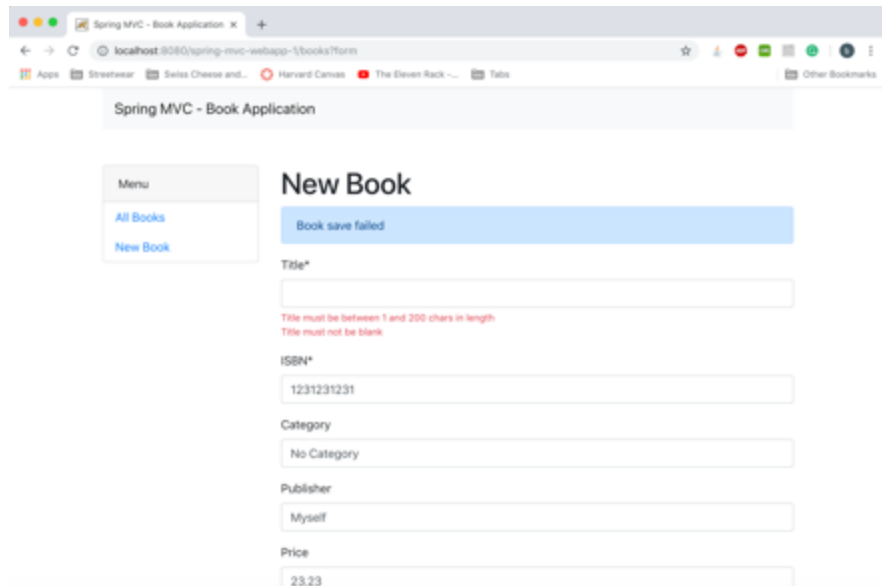 Spring MVC - Book Application
localhost:8080/spring-mvc-webapp-1/books?form
Apps Streetwear Swiss Cheese and... Harvard Canvas The Eleven Rack -... Tabs Other Bookmarks
Spring MVC - Book Application
Menu
All Books
New Book
New Book
Book save failed
Title*
Title must be between 1 and 200 chars in length
Title must not be blank
ISBN*
1231231231
Category
No Category
Publisher
Myself
Price
23.23